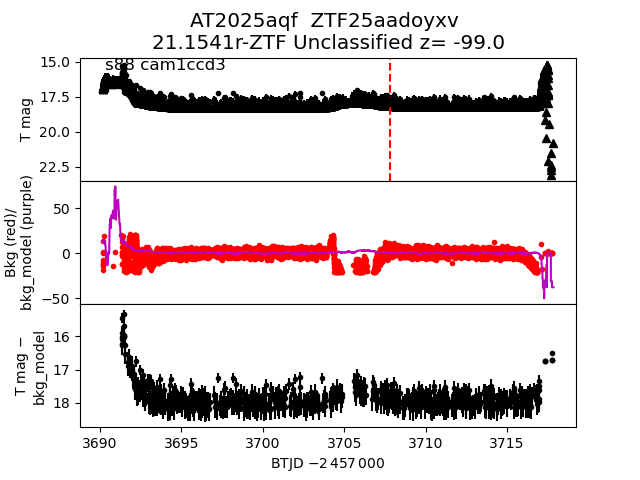 AT2025aqf  ZTF25aadoyxv
21.1541r-ZTF Unclassified z= -99.0
s88 cam1ccd3
T mag
15.0
17.5
20.0
22.5
Bkg (red)/
bkg_model (purple)
50
0
−50
T mag −
bkg_model
16
17
18
3690
3695
3700
3705
3710
3715
BTJD −2 457 000